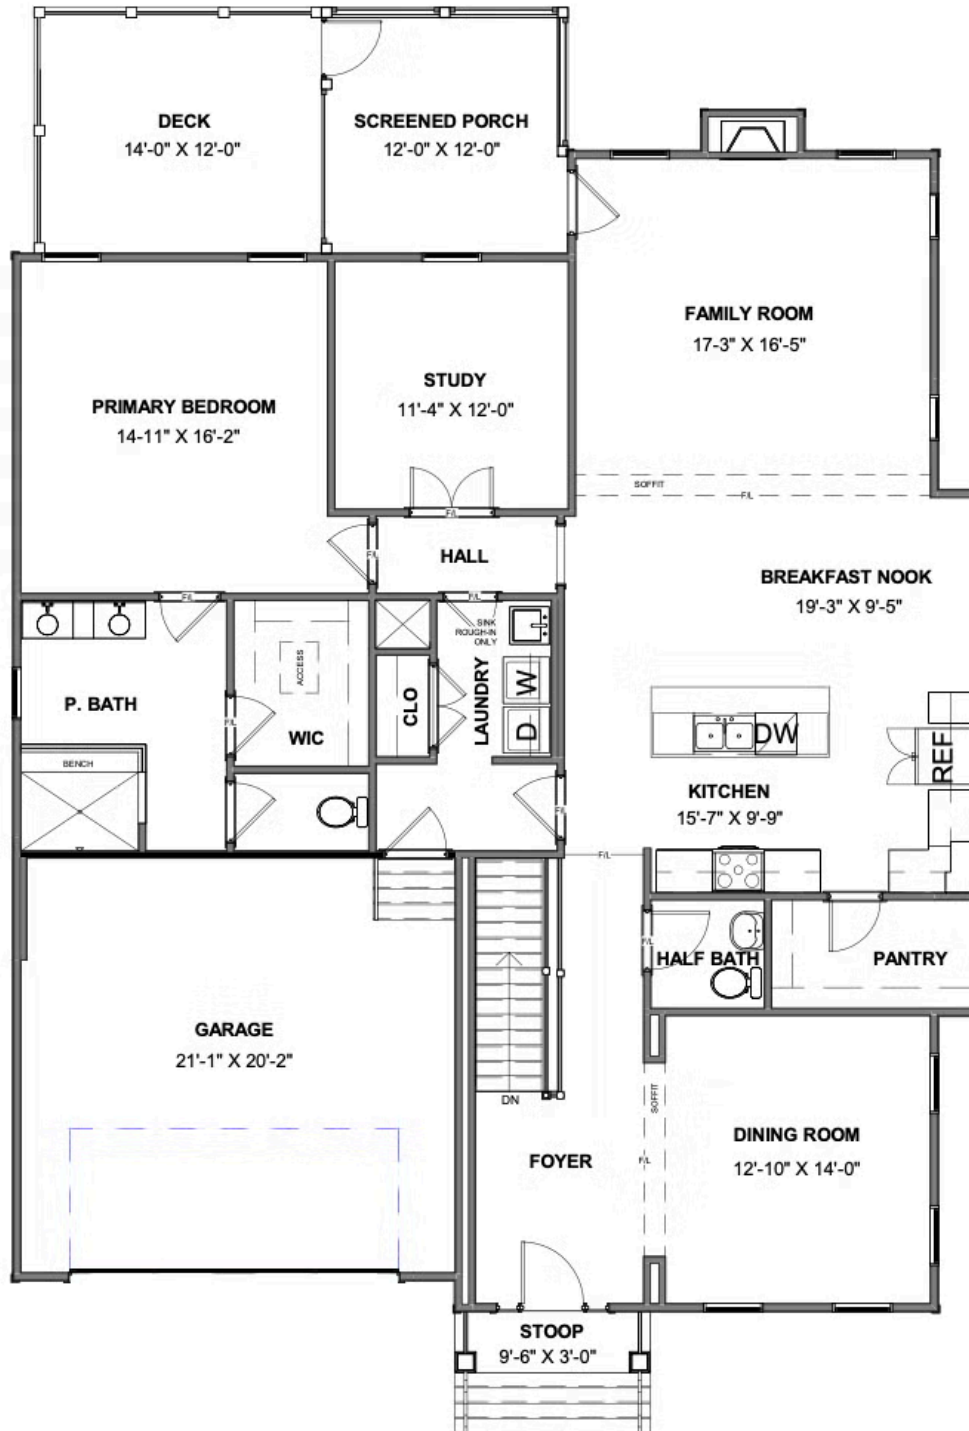 DECK
14'-0" X 12'-0"
SCREENED PORCH
12'-0" X 12'-0"
FAMILY ROOM
17-3" X 16'-5"
STUDY
11'-4" X 12'-0"
PRIMARY BEDROOM
14-11" X 16'-2"
SOFFIT
F/L
F/L
HALL
F/L
BREAKFAST NOOK
19'-3" X 9'-5"
F/L
F/L
SINK
ROUGH-IN
ONLY
ACCESS
LAUNDRY
W
CLO
P. BATH
F/L
WIC
D
DW
REF
BENCH
KITCHEN
15'-7" X 9'-9"
F/L
F/L
F/L
HALF BATH
PANTRY
GARAGE
21'-1" X 20'-2"
DN
SOFFIT
DINING ROOM
12'-10" X 14'-0"
FOYER
F/L
STOOP
9'-6" X 3'-0"